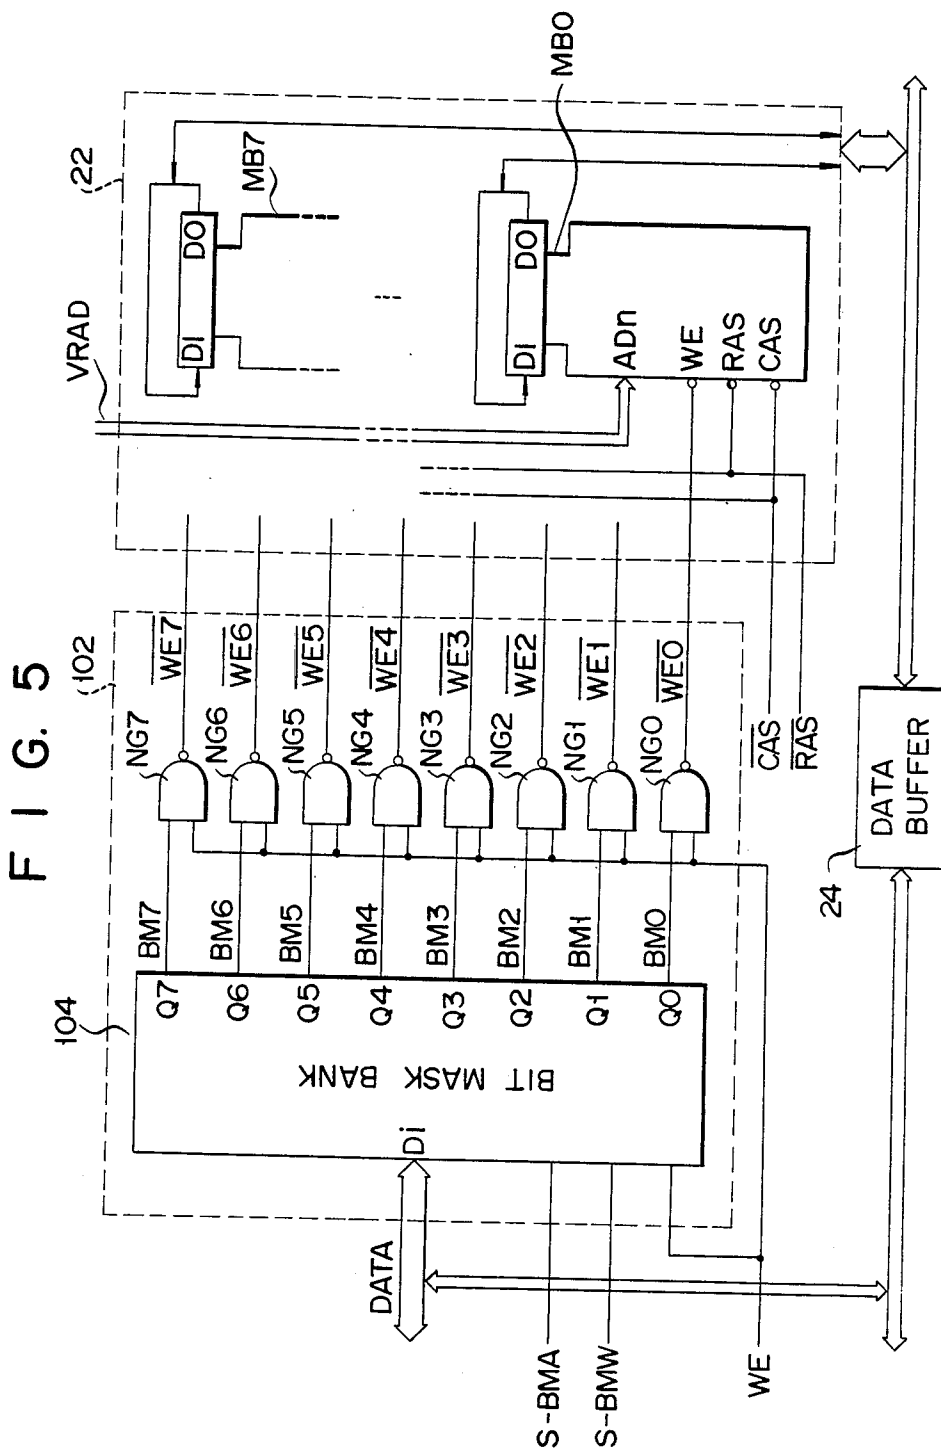 F I G. 5
102
22
104
BIT MASK BANK
Di
Q7
Q6
Q5
Q4
Q3
Q2
Q1
Q0
BM7
BM6
BM5
BM4
BM3
BM2
BM1
BM0
NG7
NG6
NG5
NG4
NG3
NG2
NG1
NG0
WE7
WE6
WE5
WE4
WE3
WE2
WE1
WE0
CAS
RAS
VRAD
DI DO
MB7
DI DO
MB0
ADn
WE
RAS
CAS
DATA
S-BMA
S-BMW
WE
24
DATA
BUFFER